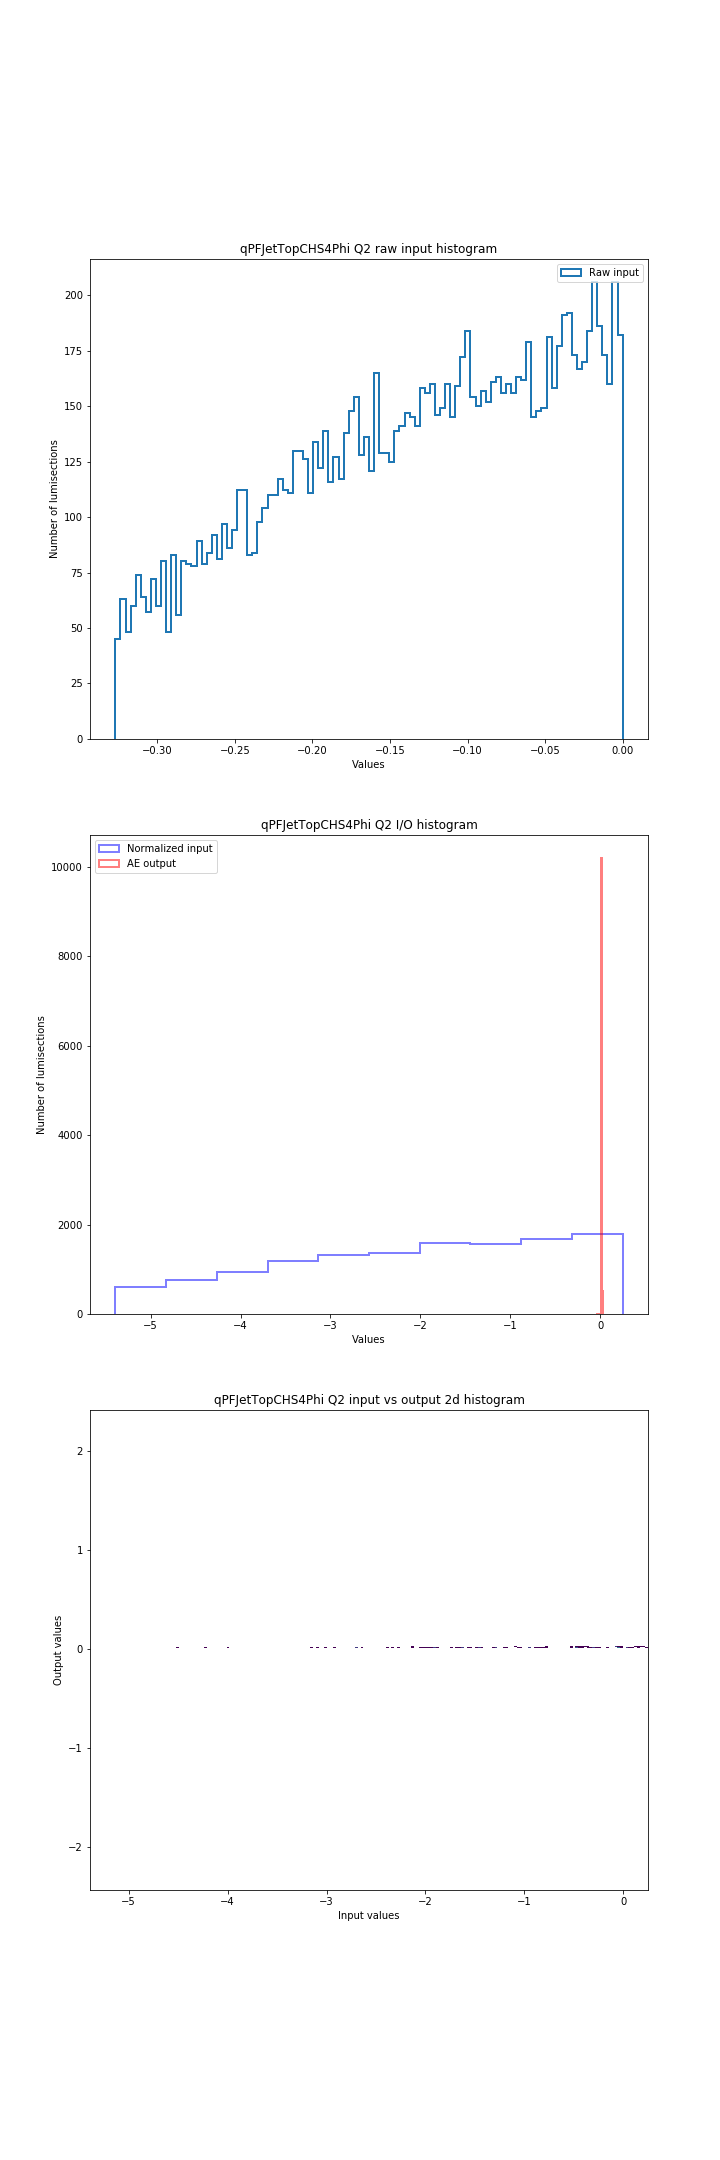 qPFJetTopCHS4Phi Q2 raw input histogram
Raw input
200
175
150
125
100
75
50
25
0
Number of lumisections
−0.30 −0.25 −0.20 −0.15 −0.10 −0.05 0.00
Values
qPFJetTopCHS4Phi Q2 I/O histogram
Normalized input
AE output
10000
8000
6000
4000
2000
0
Number of lumisections
−5 −4 −3 −2 −1 0
Values
qPFJetTopCHS4Phi Q2 input vs output 2d histogram
2
1
0
−1
−2
Output values
−5 −4 −3 −2 −1 0
Input values